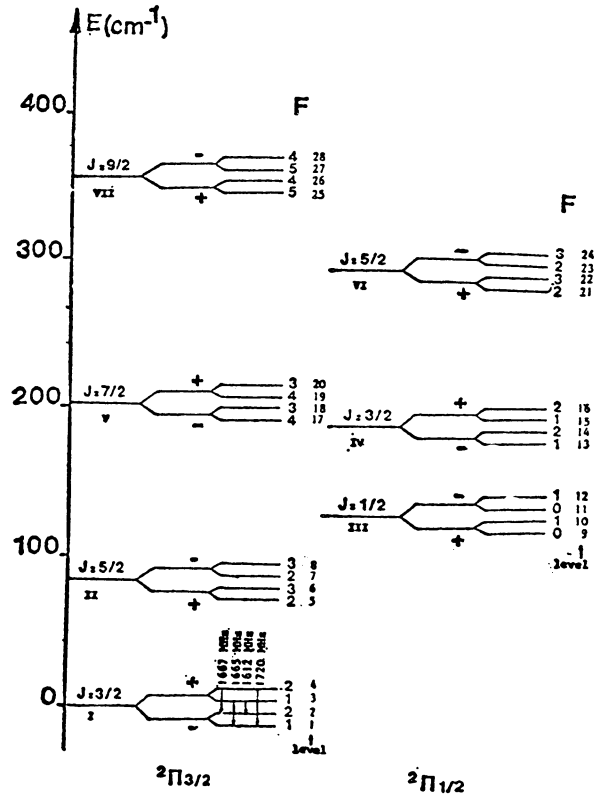 E(cm⁻¹)
400
F
J=9/2
VII
-
+
4 28
5 27
4 26
5 25
F
300
J=5/2
VI
-
+
3 24
2 23
3 22
2 21
200
J=7/2
V
+
-
3 20
4 19
3 18
4 17
J=3/2
IV
+
-
2 16
1 15
2 14
1 13
J=1/2
III
-
+
1 12
0 11
1 10
0 9
level
100
J=5/2
II
-
+
3 8
2 7
3 6
2 5
1667 MHz
1665 MHz
1612 MHz
1720 MHz
0
J=3/2
I
+
-
2 4
1 3
2 2
1 1
level
²Π3/2
²Π1/2